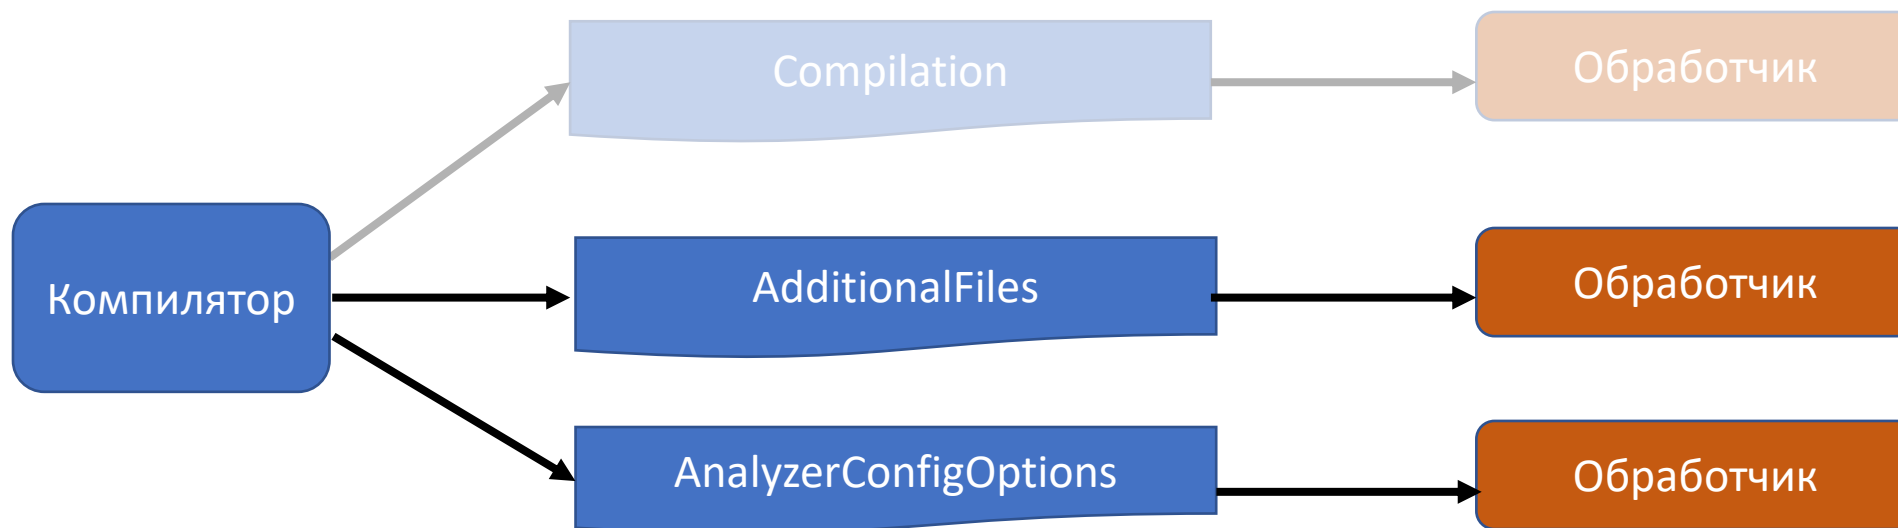 Compilation
Обработчик
Компилятор
AdditionalFiles
Обработчик
AnalyzerConfigOptions
Обработчик